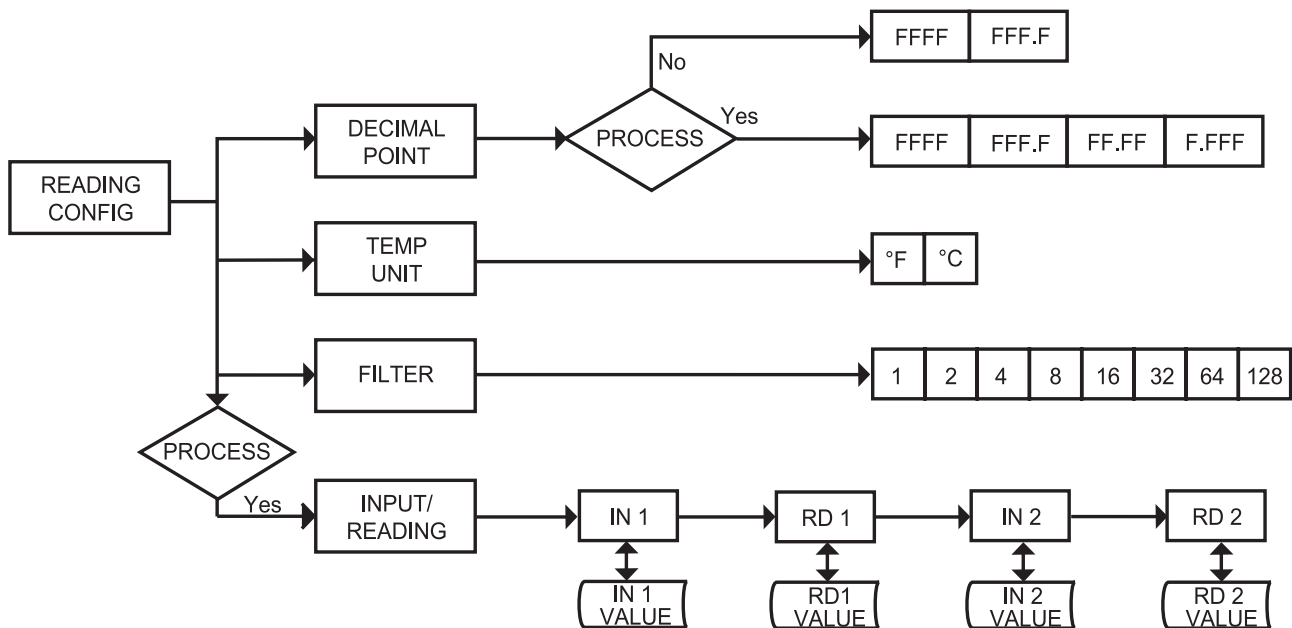 FFFF FFF.F
No
DECIMAL
POINT
PROCESS
Yes
FFFF FFF.F FF.FF F.FFF
READING
CONFIG
TEMP
UNIT
°F °C
FILTER
1 2 4 8 16 32 64 128
PROCESS
Yes
INPUT/
READING
IN 1 RD 1 IN 2 RD 2
IN 1
VALUE
RD1
VALUE
IN 2
VALUE
RD 2
VALUE